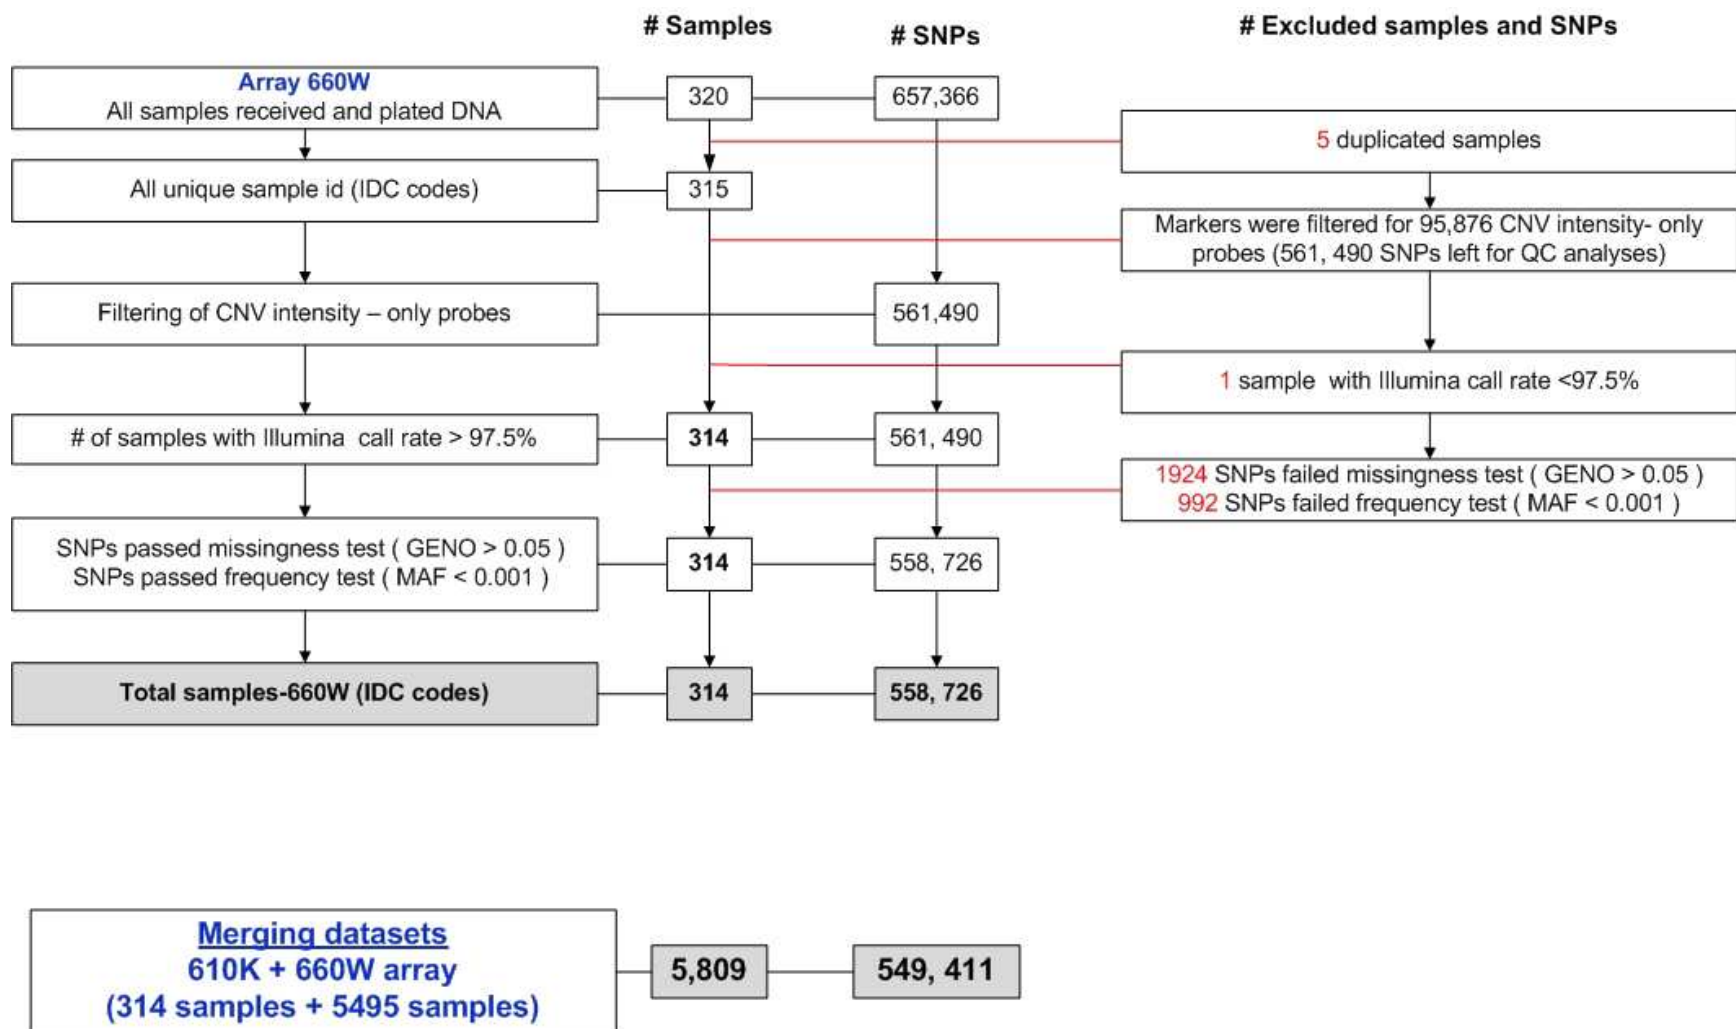 # Samples
# SNPs
# Excluded samples and SNPs
Array 660W
All samples received and plated DNA
320
657,366
5 duplicated samples
All unique sample id (IDC codes)
315
Markers were filtered for 95,876 CNV intensity- only
probes (561, 490 SNPs left for QC analyses)
Filtering of CNV intensity – only probes
561,490
1 sample with Illumina call rate <97.5%
# of samples with Illumina call rate > 97.5%
314
561, 490
1924 SNPs failed missingness test ( GENO > 0.05 )
992 SNPs failed frequency test ( MAF < 0.001 )
SNPs passed missingness test ( GENO > 0.05 )
SNPs passed frequency test ( MAF < 0.001 )
314
558, 726
Total samples-660W (IDC codes)
314
558, 726
Merging datasets
610K + 660W array
(314 samples + 5495 samples)
5,809
549, 411